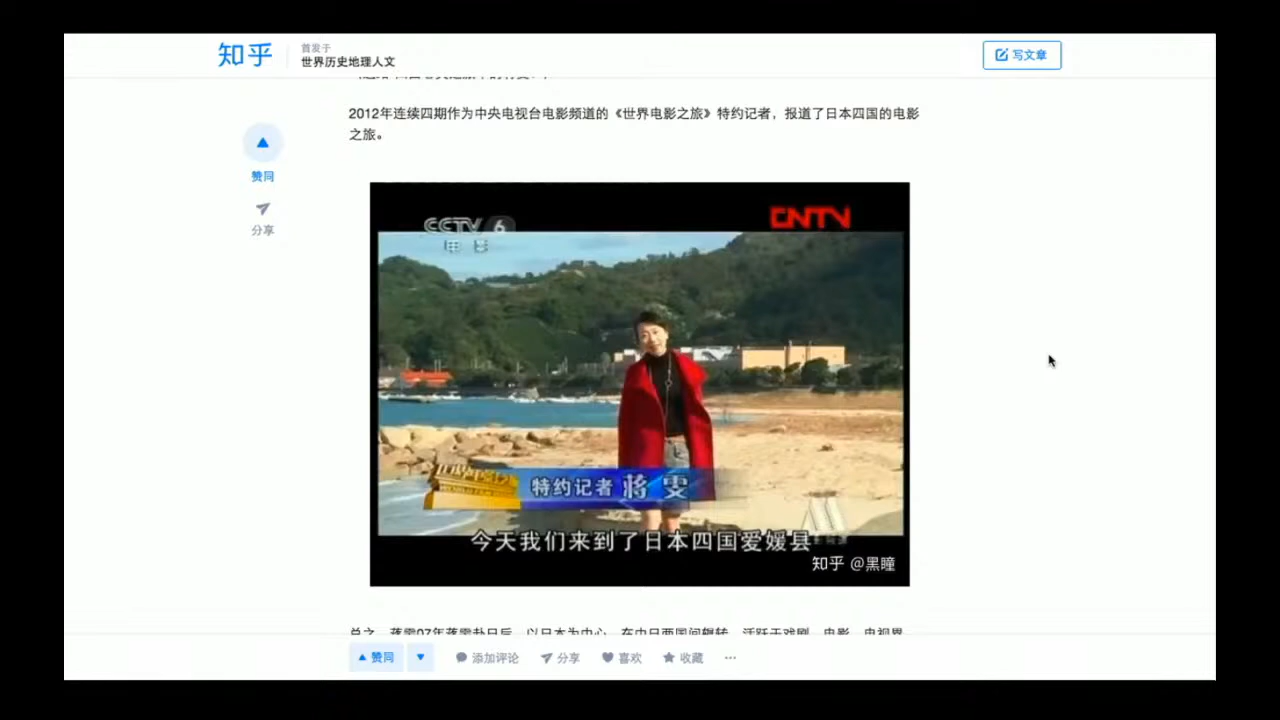 知乎
首发于
世界历史地理人文
写文章
2012年连续四期作为中央电视台电影频道的《世界电影之旅》特约记者，报道了日本四国的电影
之旅。
赞同
分享
CCTV 6
电 影
CNTV
特约记者 蒋 雯
今天我们来到了日本四国爱媛县
知乎 @黑瞳
赞同
添加评论
分享
喜欢
收藏